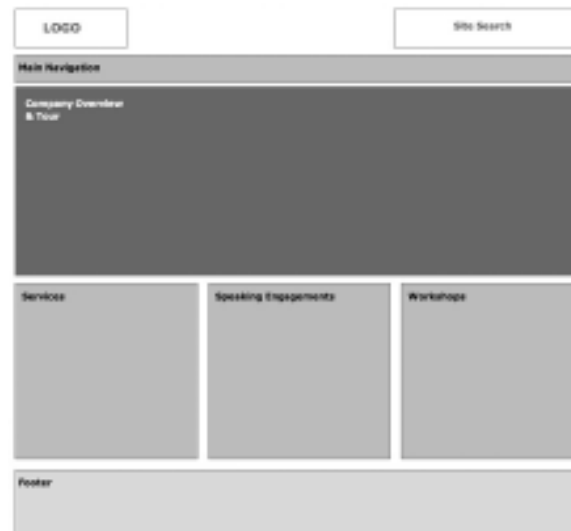 LOGO
Site Search
Main Navigation
Company Overview
& Tour
Services
Speaking Engagements
Workshops
Footer